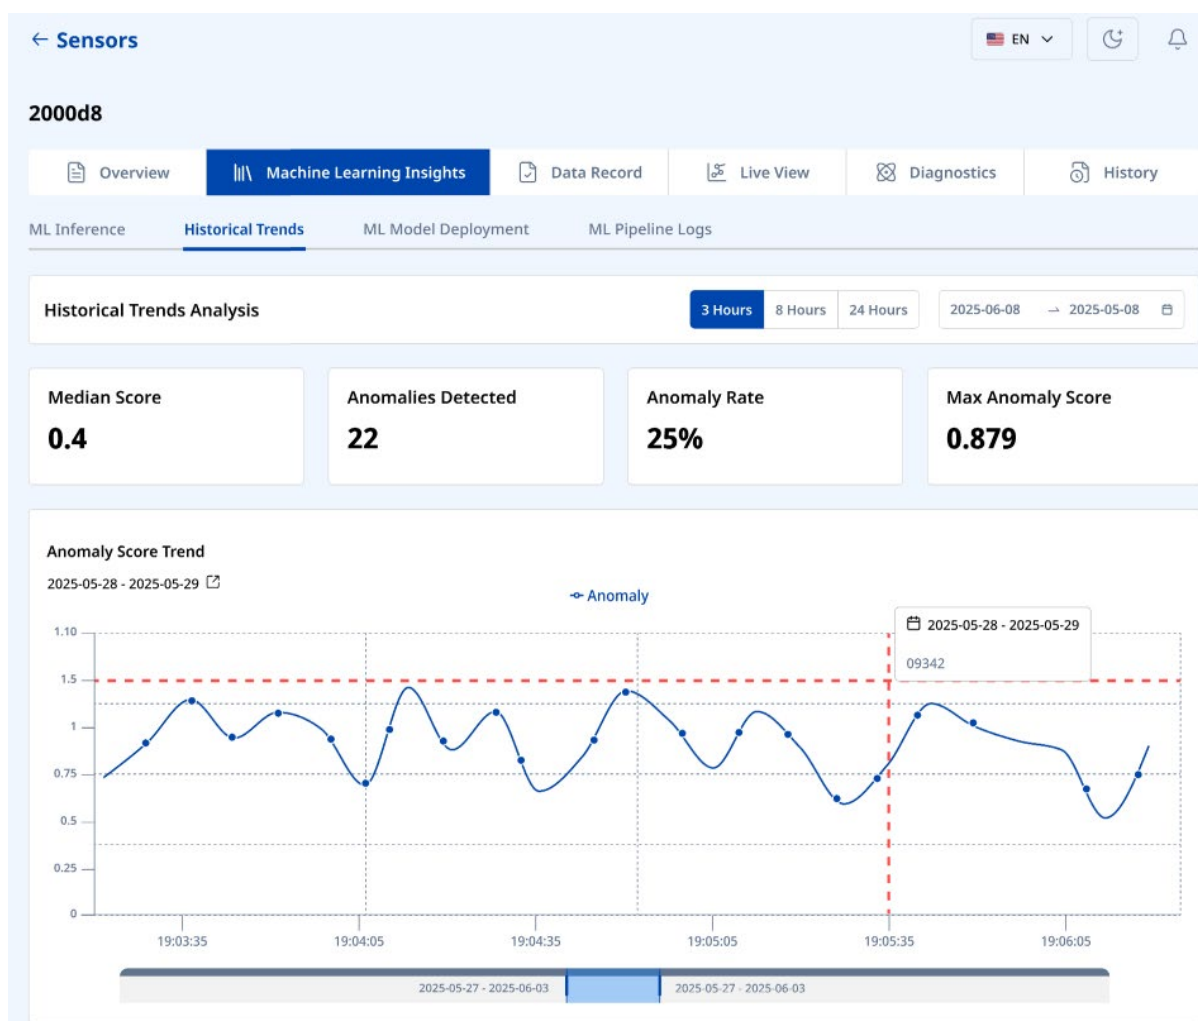 ← Sensors
EN
2000d8
Overview
Machine Learning Insights
Data Record
Live View
Diagnostics
History
ML Inference
Historical Trends
ML Model Deployment
ML Pipeline Logs
Historical Trends Analysis
3 Hours
8 Hours
24 Hours
2025-06-08 → 2025-05-08
Median Score
0.4
Anomalies Detected
22
Anomaly Rate
25%
Max Anomaly Score
0.879
Anomaly Score Trend
2025-05-28 - 2025-05-29
Anomaly
2025-05-28 - 2025-05-29
09342
1.10
1.5
1
0.75
0.5
0.25
0
19:03:35
19:04:05
19:04:35
19:05:05
19:05:35
19:06:05
2025-05-27 - 2025-06-03
2025-05-27 - 2025-06-03